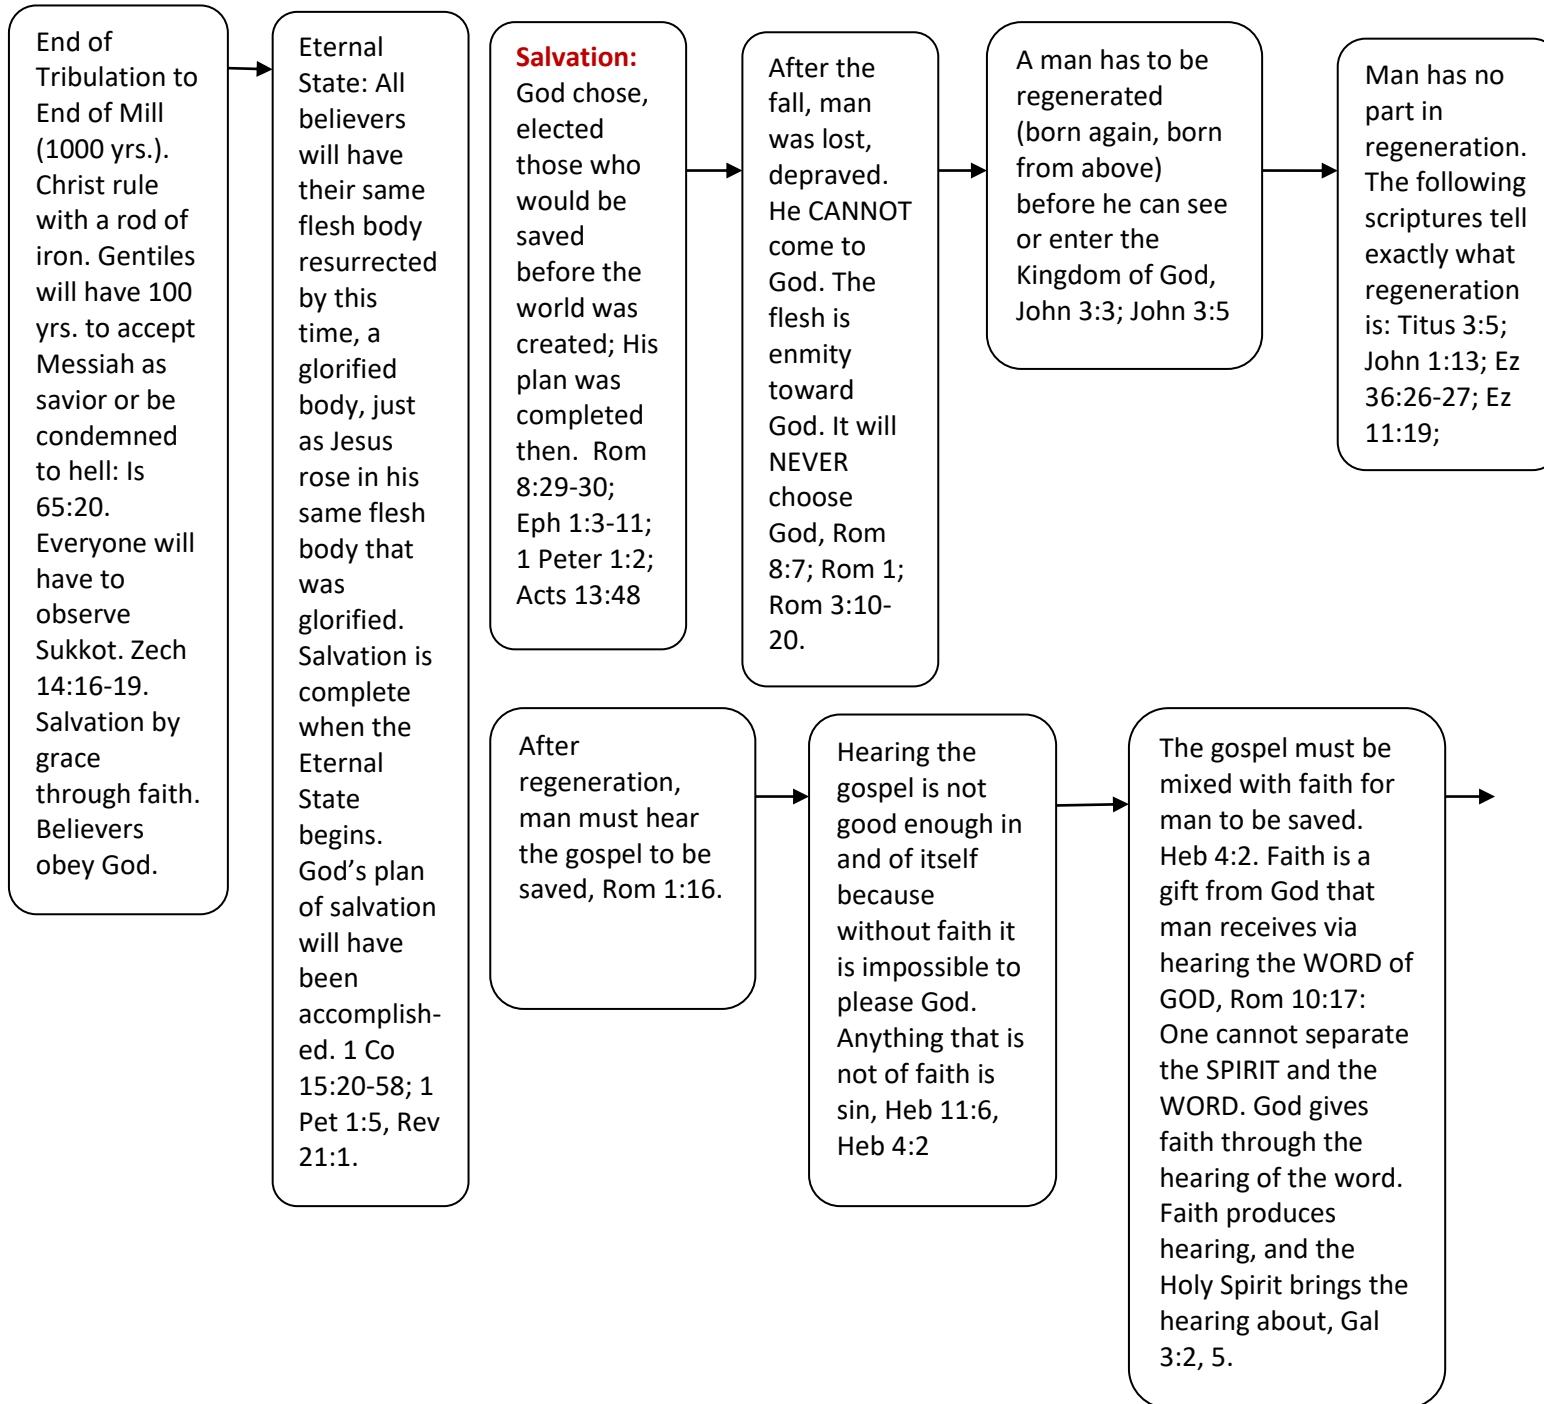 End of
Tribulation to
End of Mill
(1000 yrs.).
Christ rule
with a rod of
iron. Gentiles
will have 100
yrs. to accept
Messiah as
savior or be
condemned
to hell: Is
65:20.
Everyone will
have to
observe
Sukkot. Zech
14:16-19.
Salvation by
grace
through faith.
Believers
obey God.
Eternal
State: All
believers
will have
their same
flesh body
resurrected
by this
time, a
glorified
body, just
as Jesus
rose in his
same flesh
body that
was
glorified.
Salvation is
complete
when the
Eternal
State
begins.
God’s plan
of salvation
will have
been
accomplish-
ed. 1 Co
15:20-58; 1
Pet 1:5, Rev
21:1.
Salvation:
God chose,
elected
those who
would be
saved
before the
world was
created; His
plan was
completed
then. Rom
8:29-30;
Eph 1:3-11;
1 Peter 1:2;
Acts 13:48
After the
fall, man
was lost,
depraved.
He CANNOT
come to
God. The
flesh is
enmity
toward
God. It will
NEVER
choose
God, Rom
8:7; Rom 1;
Rom 3:10-
20.
A man has to be
regenerated
(born again, born
from above)
before he can see
or enter the
Kingdom of God,
John 3:3; John 3:5
Man has no
part in
regeneration.
The following
scriptures tell
exactly what
regeneration
is: Titus 3:5;
John 1:13; Ez
36:26-27; Ez
11:19;
After
regeneration,
man must hear
the gospel to be
saved, Rom 1:16.
Hearing the
gospel is not
good enough in
and of itself
because
without faith it
is impossible to
please God.
Anything that is
not of faith is
sin, Heb 11:6,
Heb 4:2
The gospel must be
mixed with faith for
man to be saved.
Heb 4:2. Faith is a
gift from God that
man receives via
hearing the WORD of
GOD, Rom 10:17:
One cannot separate
the SPIRIT and the
WORD. God gives
faith through the
hearing of the word.
Faith produces
hearing, and the
Holy Spirit brings the
hearing about, Gal
3:2, 5.